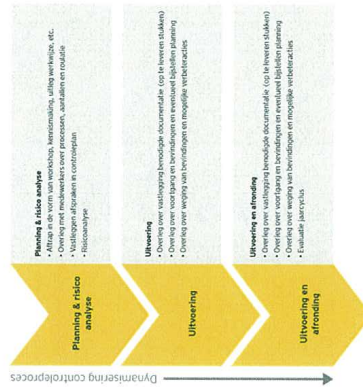 Dynamisering controleproces
Planning & risico
analyse
Planning & risico analyse
• Aftrap in de vorm van workshop, kennismaking, uitleg werkwijze, etc.
• Overleg met medewerkers over processen, aantallen en roulatie
• Vastleggen afspraken in controleplan
• Risicoanalyse
Uitvoering
Uitvoering
• Overleg over vastlegging benodigde documentatie (op te leveren stukken)
• Overleg over voortgang en bevindingen en eventueel bijstellen planning
• Overleg over weging van bevindingen en mogelijke verbeteracties
Uitvoering en
afronding
Uitvoering en afronding
• Overleg over vastlegging benodigde documentatie (op te leveren stukken)
• Overleg over voortgang en bevindingen en eventueel bijstellen planning
• Overleg over weging van bevindingen en mogelijke verbeteracties
• Evaluatie jaarcyclus